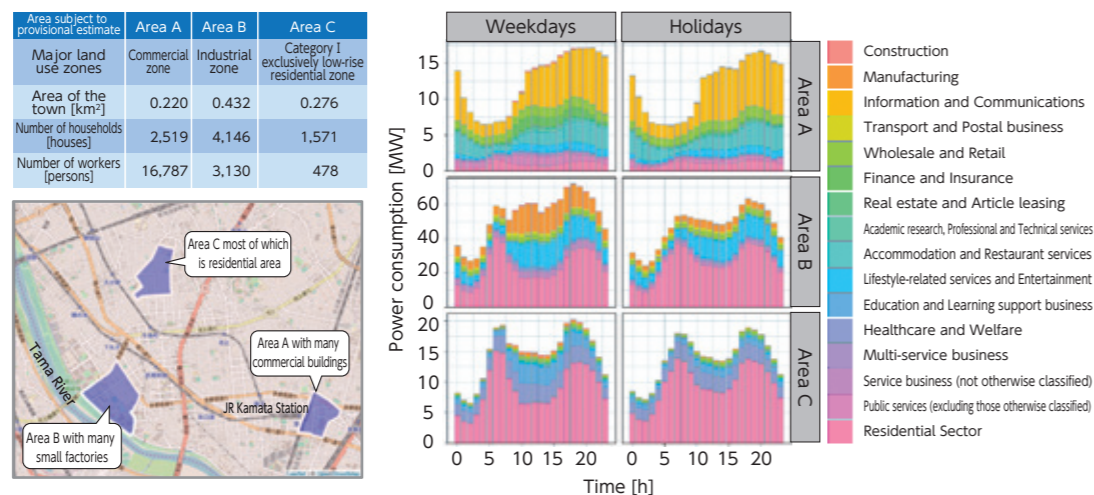 Area subject to
provisional estimate
Area A
Area B
Area C
Major land
use zones
Commercial
zone
Industrial
zone
Category I
exclusively low-rise
residential zone
Area of the
town [km²]
0.220
0.432
0.276
Number of households
[houses]
2,519
4,146
1,571
Number of workers
[persons]
16,787
3,130
478
Area C most of which
is residential area
Area A with many
commercial buildings
Tama River
JR Kamata Station
Area B with many
small factories
Weekdays
Holidays
Power consumption [MW]
15
10
5
0
Area A
60
40
20
0
Area B
20
15
10
5
0
Area C
0 5 10 15 20
0 5 10 15 20
Time [h]
Construction
Manufacturing
Information and Communications
Transport and Postal business
Wholesale and Retail
Finance and Insurance
Real estate and Article leasing
Academic research, Professional and Technical services
Accommodation and Restaurant services
Lifestyle-related services and Entertainment
Education and Learning support business
Healthcare and Welfare
Multi-service business
Service business (not otherwise classified)
Public services (excluding those otherwise classified)
Residential Sector